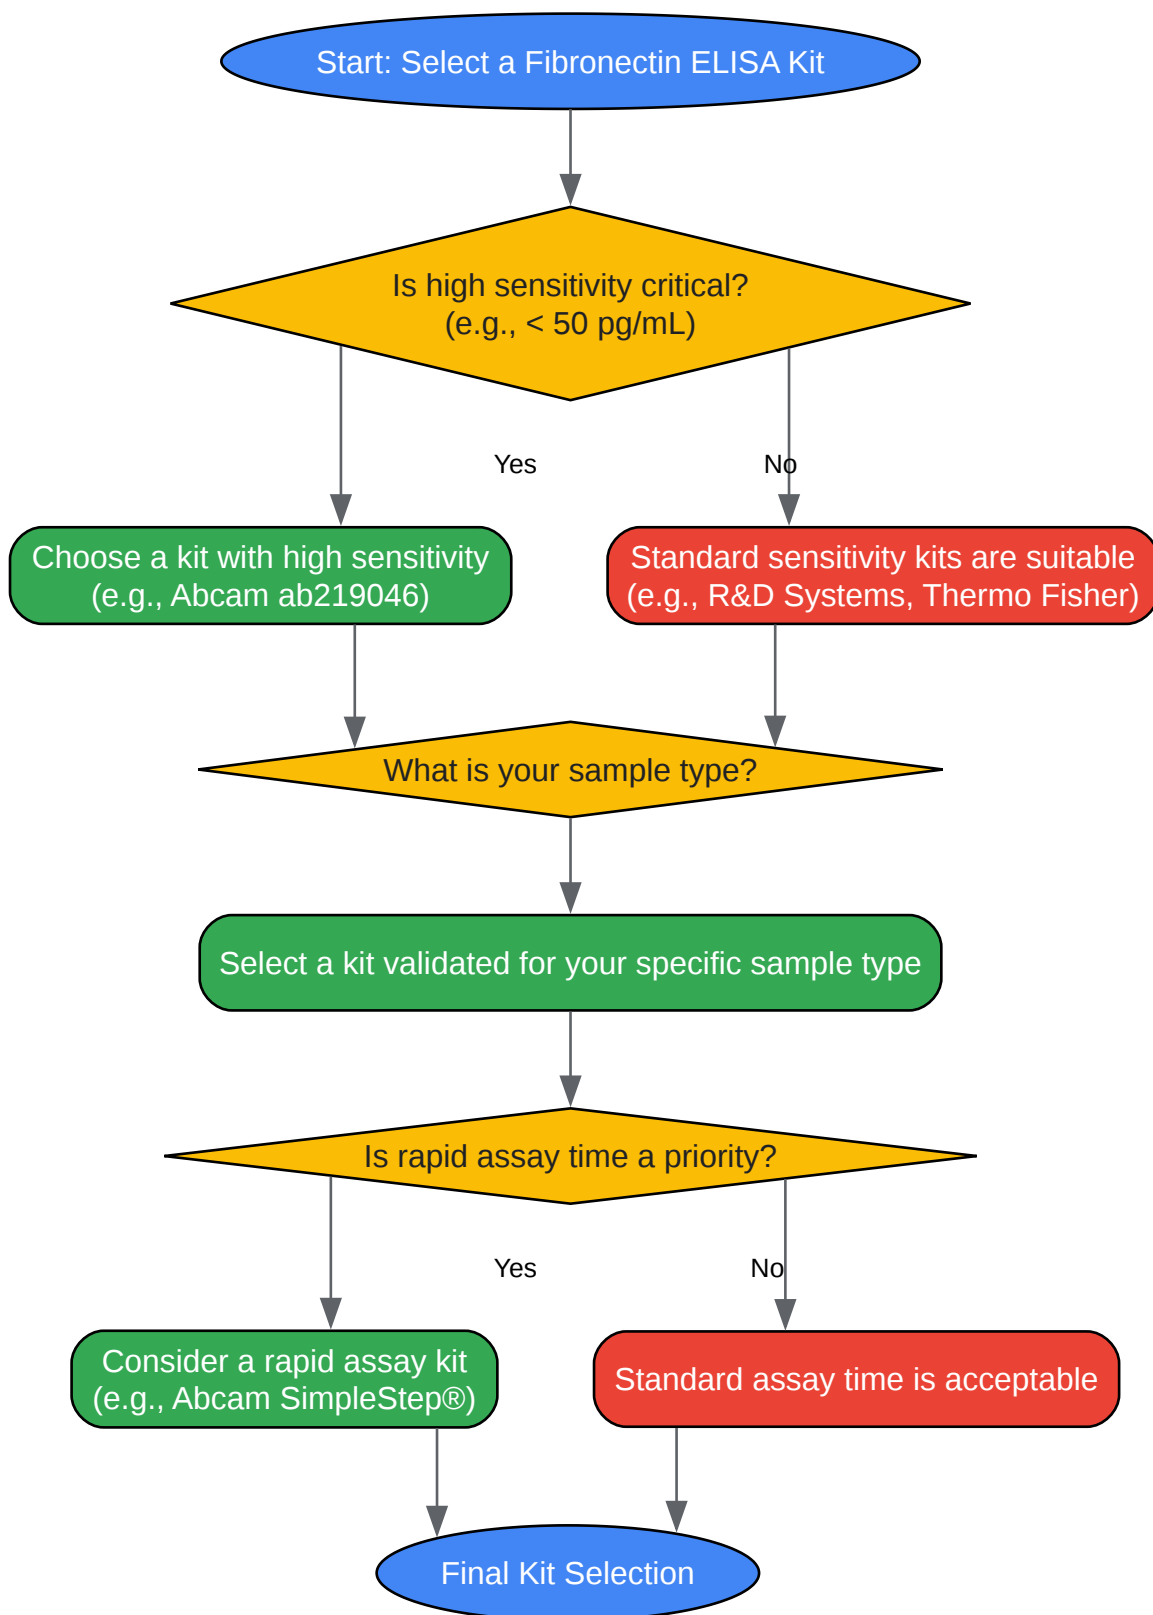 Start: Select a Fibronectin ELISA Kit
Is high sensitivity critical?
(e.g., < 50 pg/mL)
Yes
No
Choose a kit with high sensitivity
(e.g., Abcam ab219046)
Standard sensitivity kits are suitable
(e.g., R&D Systems, Thermo Fisher)
What is your sample type?
Select a kit validated for your specific sample type
Is rapid assay time a priority?
Yes
No
Consider a rapid assay kit
(e.g., Abcam SimpleStep®)
Standard assay time is acceptable
Final Kit Selection